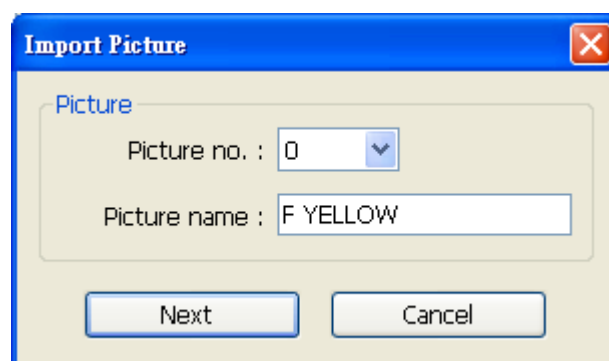 Import Picture
Picture
Picture no. : 0
Picture name : F YELLOW
Next Cancel